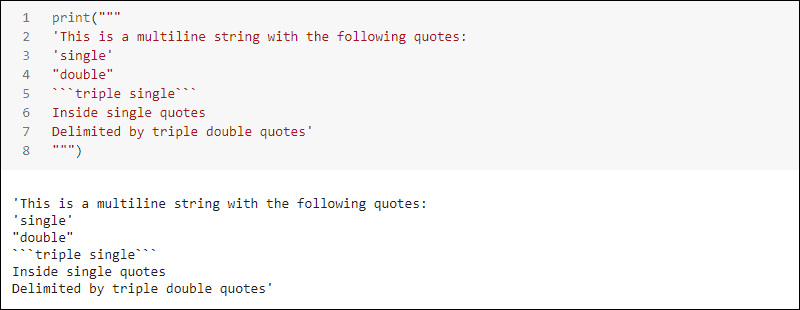 1 print("""
2 'This is a multiline string with the following quotes:
3 'single'
4 "double"
5 ```triple single```
6 Inside single quotes
7 Delimited by triple double quotes'
8 """)
'This is a multiline string with the following quotes:
'single'
"double"
```triple single```
Inside single quotes
Delimited by triple double quotes'